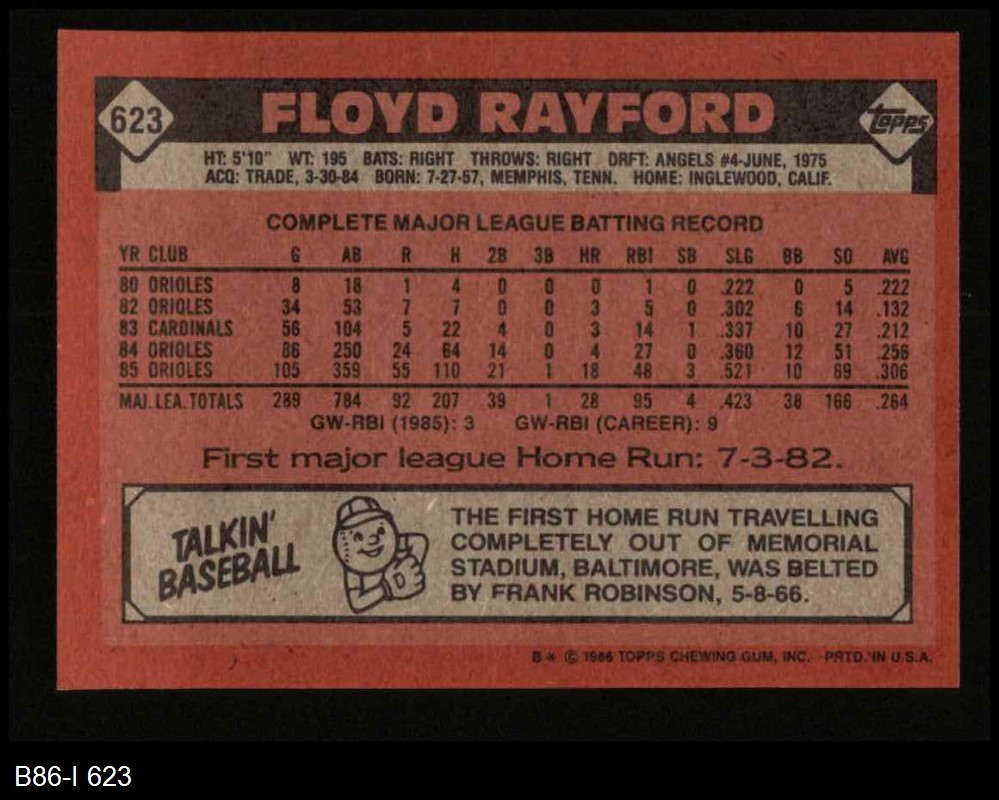 623
FLOYD RAYFORD
Topps
HT: 5'10" WT: 195 BATS: RIGHT THROWS: RIGHT DRFT: ANGELS #4-JUNE, 1975
ACQ: TRADE, 3-30-84 BORN: 7-27-57, MEMPHIS, TENN. HOME: INGLEWOOD, CALIF.
COMPLETE MAJOR LEAGUE BATTING RECORD
YR CLUB G AB R H 2B 3B HR RBI SB SLG BB SO AVG
80 ORIOLES 8 18 1 4 0 0 0 1 0 .222 0 5 .222
82 ORIOLES 34 53 7 7 0 0 3 5 0 .302 6 14 .132
83 CARDINALS 56 104 5 22 4 0 3 14 1 .337 10 27 .212
84 ORIOLES 86 250 24 64 14 0 4 27 0 .360 12 51 .256
85 ORIOLES 105 359 55 110 21 1 18 48 3 .521 10 69 .306
MAJ. LEA. TOTALS 289 784 92 207 39 1 28 95 4 .423 38 166 .264
GW-RBI (1985): 3 GW-RBI (CAREER): 9
First major league Home Run: 7-3-82.
TALKIN'
BASEBALL
THE FIRST HOME RUN TRAVELLING
COMPLETELY OUT OF MEMORIAL
STADIUM, BALTIMORE, WAS BELTED
BY FRANK ROBINSON, 5-8-66.
B * © 1986 TOPPS CHEWING GUM, INC. PRTD. IN U.S.A.
B86-I 623